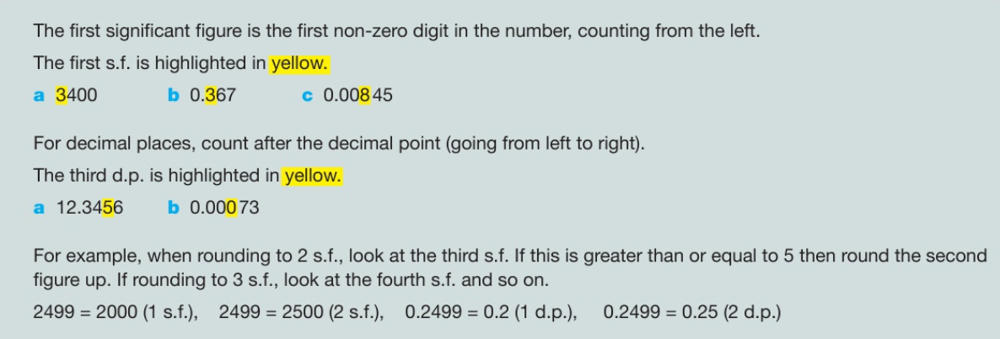 The first significant figure is the first non-zero digit in the number, counting from the left.
The first s.f. is highlighted in yellow.
a 3400 b 0.367 c 0.00845
For decimal places, count after the decimal point (going from left to right).
The third d.p. is highlighted in yellow.
a 12.3456 b 0.00073
For example, when rounding to 2 s.f., look at the third s.f. If this is greater than or equal to 5 then round the second
figure up. If rounding to 3 s.f., look at the fourth s.f. and so on.
2499 = 2000 (1 s.f.), 2499 = 2500 (2 s.f.), 0.2499 = 0.2 (1 d.p.), 0.2499 = 0.25 (2 d.p.)